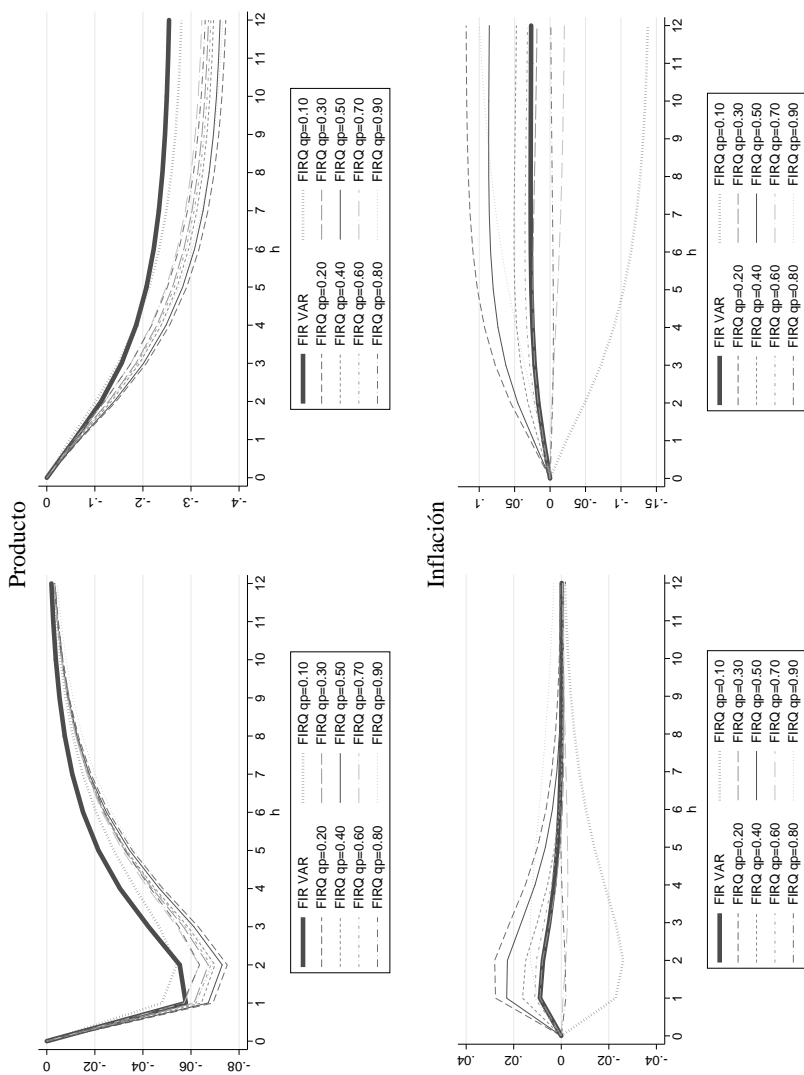 Producto
0
-.02
-.04
-.06
-.08
0 1 2 3 4 5 6 7 8 9 10 11 12
h
FIR VAR FIRQ qp=0.10
FIRQ qp=0.20 FIRQ qp=0.30
FIRQ qp=0.40 FIRQ qp=0.50
FIRQ qp=0.60 FIRQ qp=0.70
FIRQ qp=0.80 FIRQ qp=0.90
0
-.1
-.2
-.3
-.4
0 1 2 3 4 5 6 7 8 9 10 11 12
h
FIR VAR FIRQ qp=0.10
FIRQ qp=0.20 FIRQ qp=0.30
FIRQ qp=0.40 FIRQ qp=0.50
FIRQ qp=0.60 FIRQ qp=0.70
FIRQ qp=0.80 FIRQ qp=0.90
Inflación
.04
.02
0
-.02
-.04
0 1 2 3 4 5 6 7 8 9 10 11 12
h
FIR VAR FIRQ qp=0.10
FIRQ qp=0.20 FIRQ qp=0.30
FIRQ qp=0.40 FIRQ qp=0.50
FIRQ qp=0.60 FIRQ qp=0.70
FIRQ qp=0.80 FIRQ qp=0.90
.1
.05
0
-.05
-.1
-.15
0 1 2 3 4 5 6 7 8 9 10 11 12
h
FIR VAR FIRQ qp=0.10
FIRQ qp=0.20 FIRQ qp=0.30
FIRQ qp=0.40 FIRQ qp=0.50
FIRQ qp=0.60 FIRQ qp=0.70
FIRQ qp=0.80 FIRQ qp=0.90